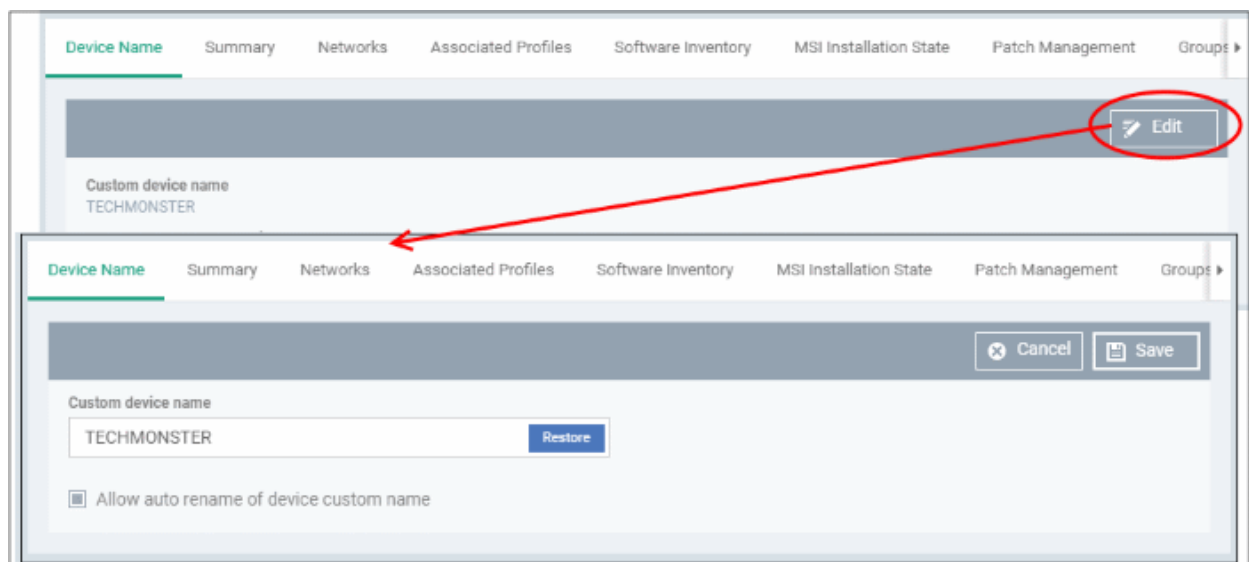 Device Name Summary Networks Associated Profiles Software Inventory MSI Installation State Patch Management Groups
Edit
Custom device name
TECHMONSTER
Device Name Summary Networks Associated Profiles Software Inventory MSI Installation State Patch Management Groups
Cancel Save
Custom device name
TECHMONSTER Restore
Allow auto rename of device custom name